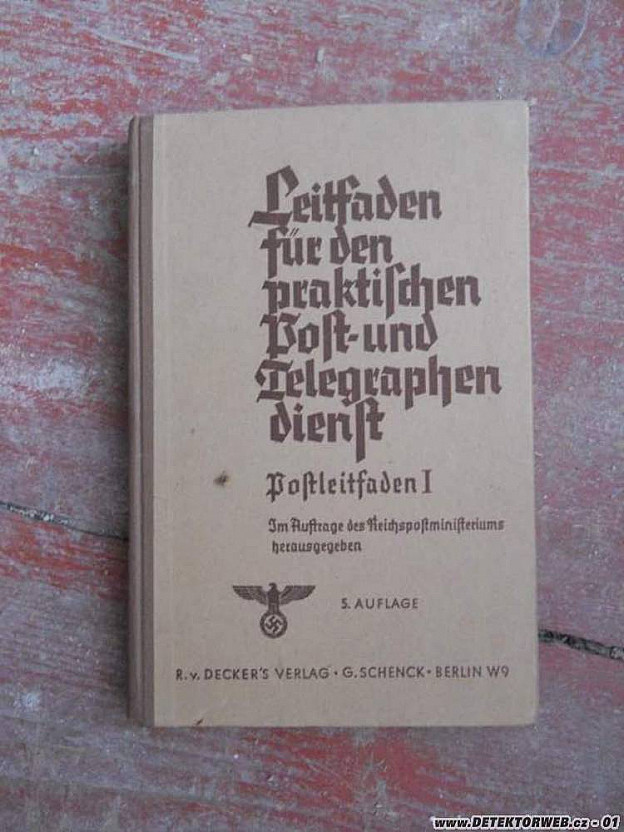 Leitfaden
für den
praktischen
Post- und
Telegraphen
dienst
Postleitfaden I
Im Auftrage des Reichspostministeriums
herausgegeben
5. AUFLAGE
R. v. DECKER'S VERLAG · G. SCHENCK · BERLIN W9
www.DETEKTORWEB.cz - 01